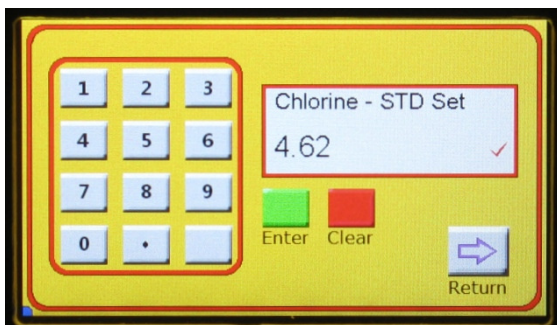 1 2 3
4 5 6
7 8 9
0 .
Chlorine - STD Set
4.62
Enter Clear
Return